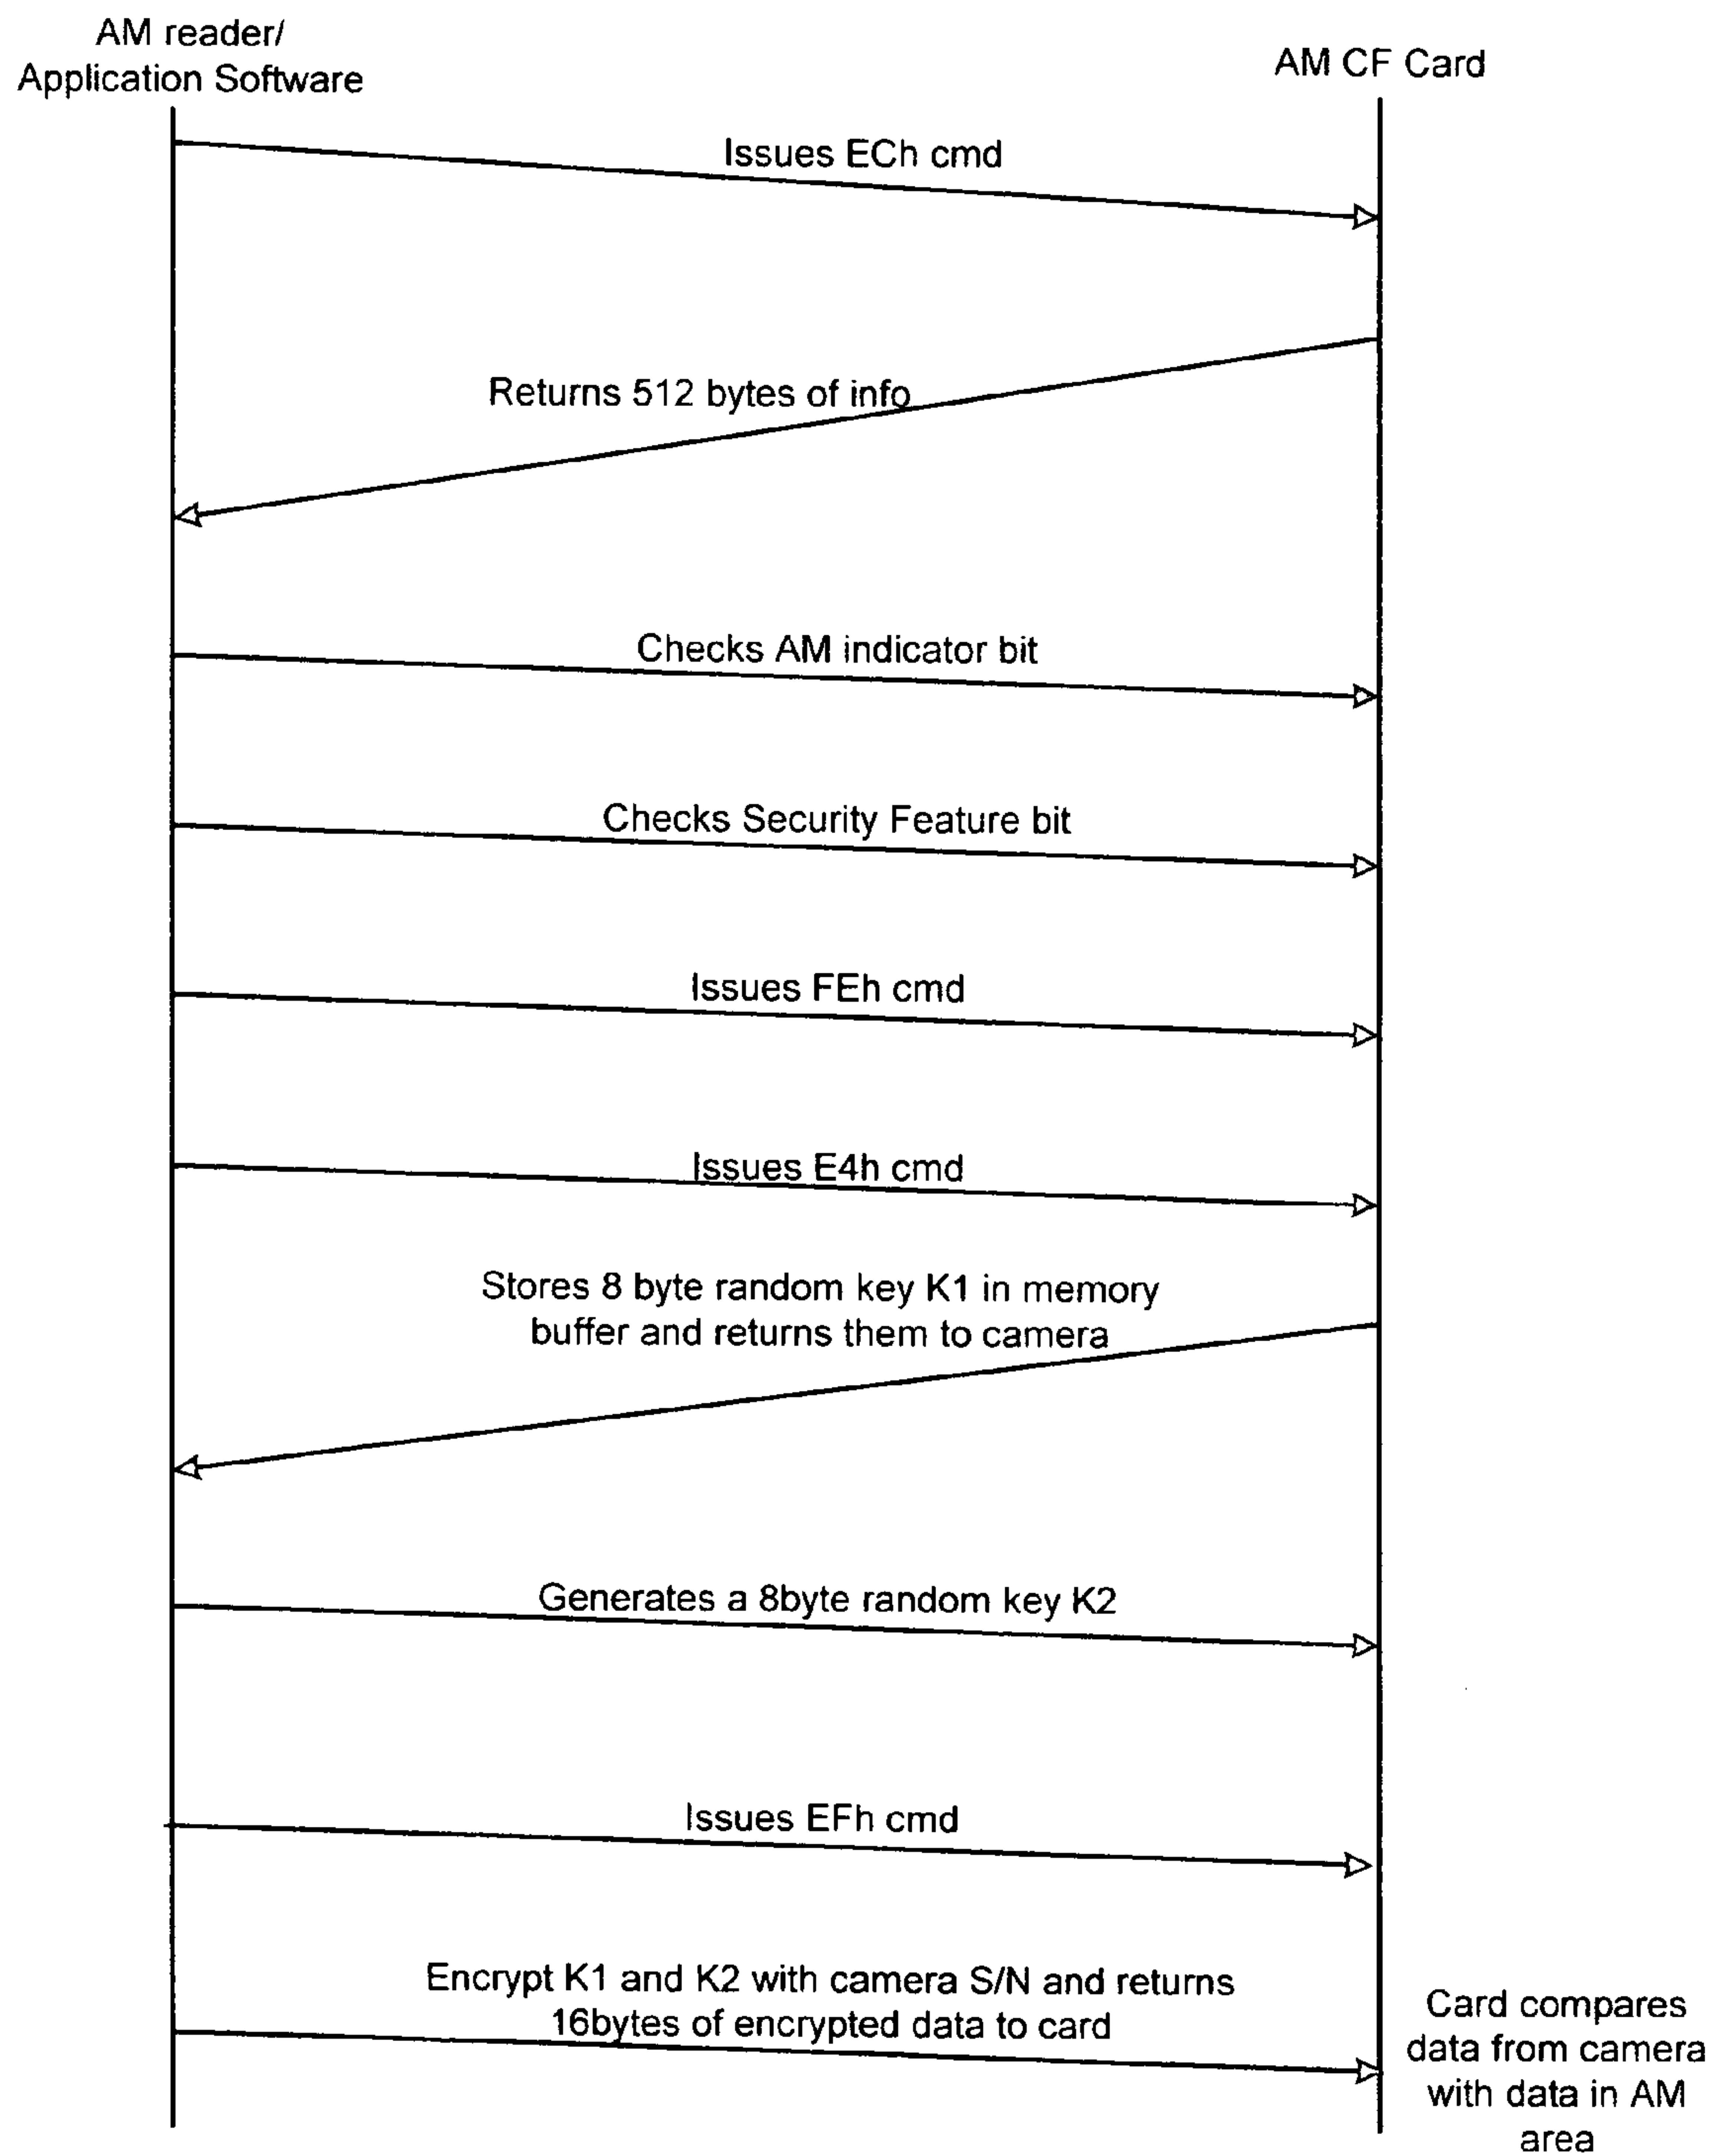 AM reader/
Application Software
AM CF Card
Issues ECh cmd
Returns 512 bytes of info
Checks AM indicator bit
Checks Security Feature bit
Issues FEh cmd
Issues E4h cmd
Stores 8 byte random key K1 in memory
buffer and returns them to camera
Generates a 8byte random key K2
Issues EFh cmd
Encrypt K1 and K2 with camera S/N and returns
16bytes of encrypted data to card
Card compares
data from camera
with data in AM
area